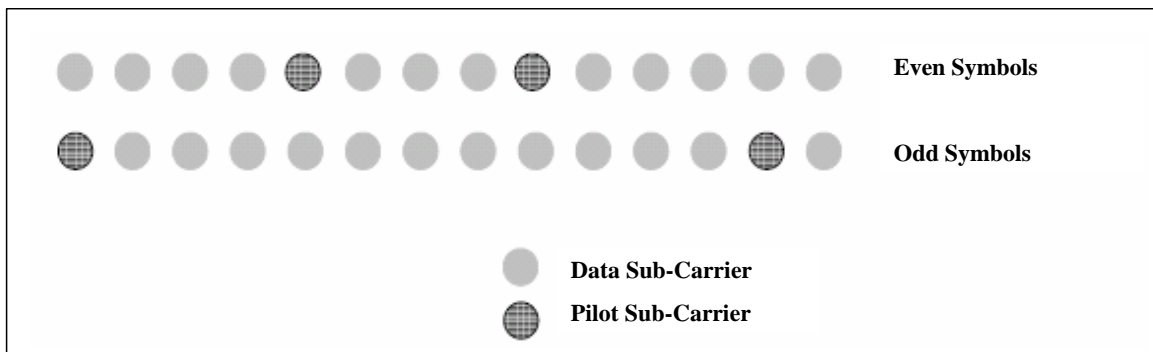 Even Symbols
Odd Symbols
Data Sub-Carrier
Pilot Sub-Carrier